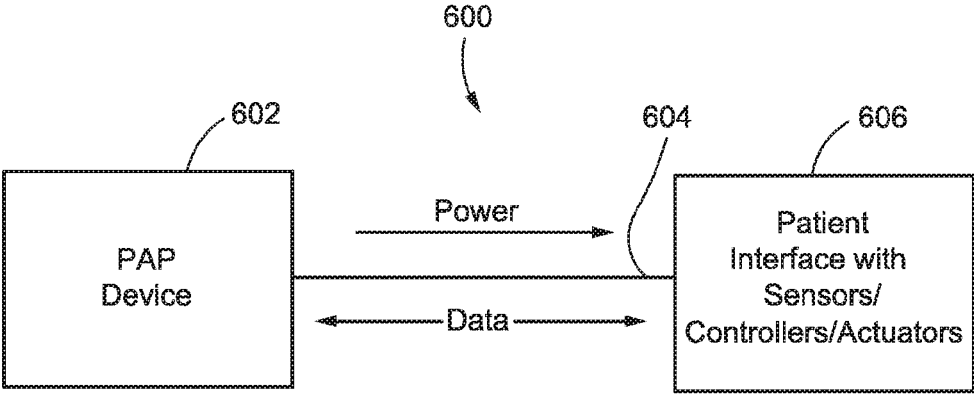 600
602
604
606
Power
PAP
Device
Data
Patient
Interface with
Sensors/
Controllers/Actuators